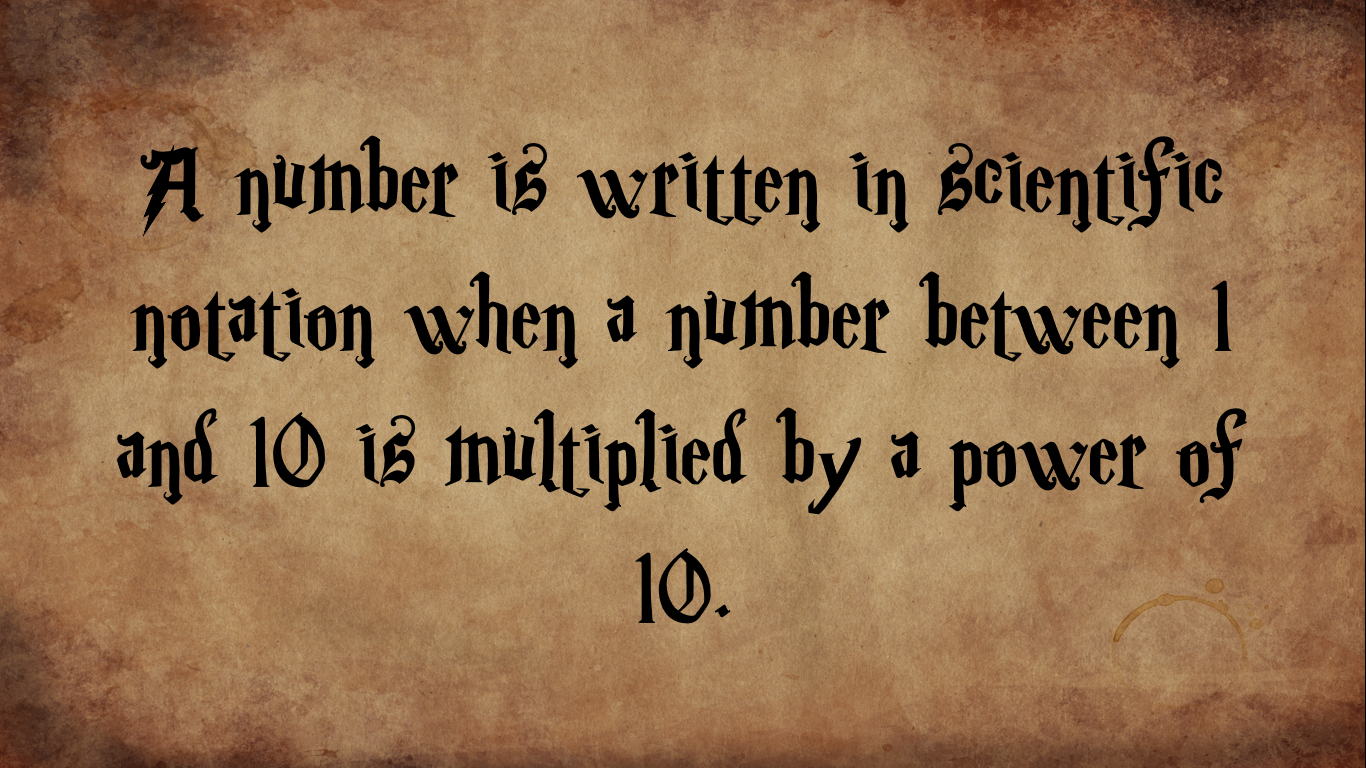 A number is written in scientific
notation when a number between 1
and 10 is multiplied by a power of
10.